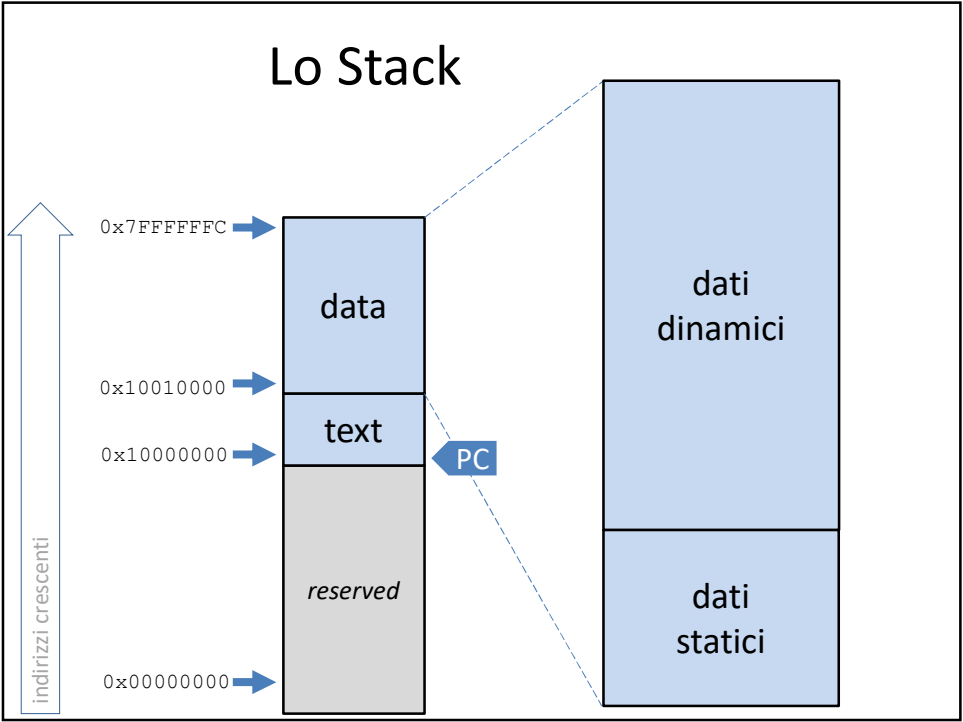 Lo Stack
0x7FFFFFFC
data
0x10010000
text
0x10000000
PC
reserved
0x00000000
indirizzi crescenti
dati
dinamici
dati
statici